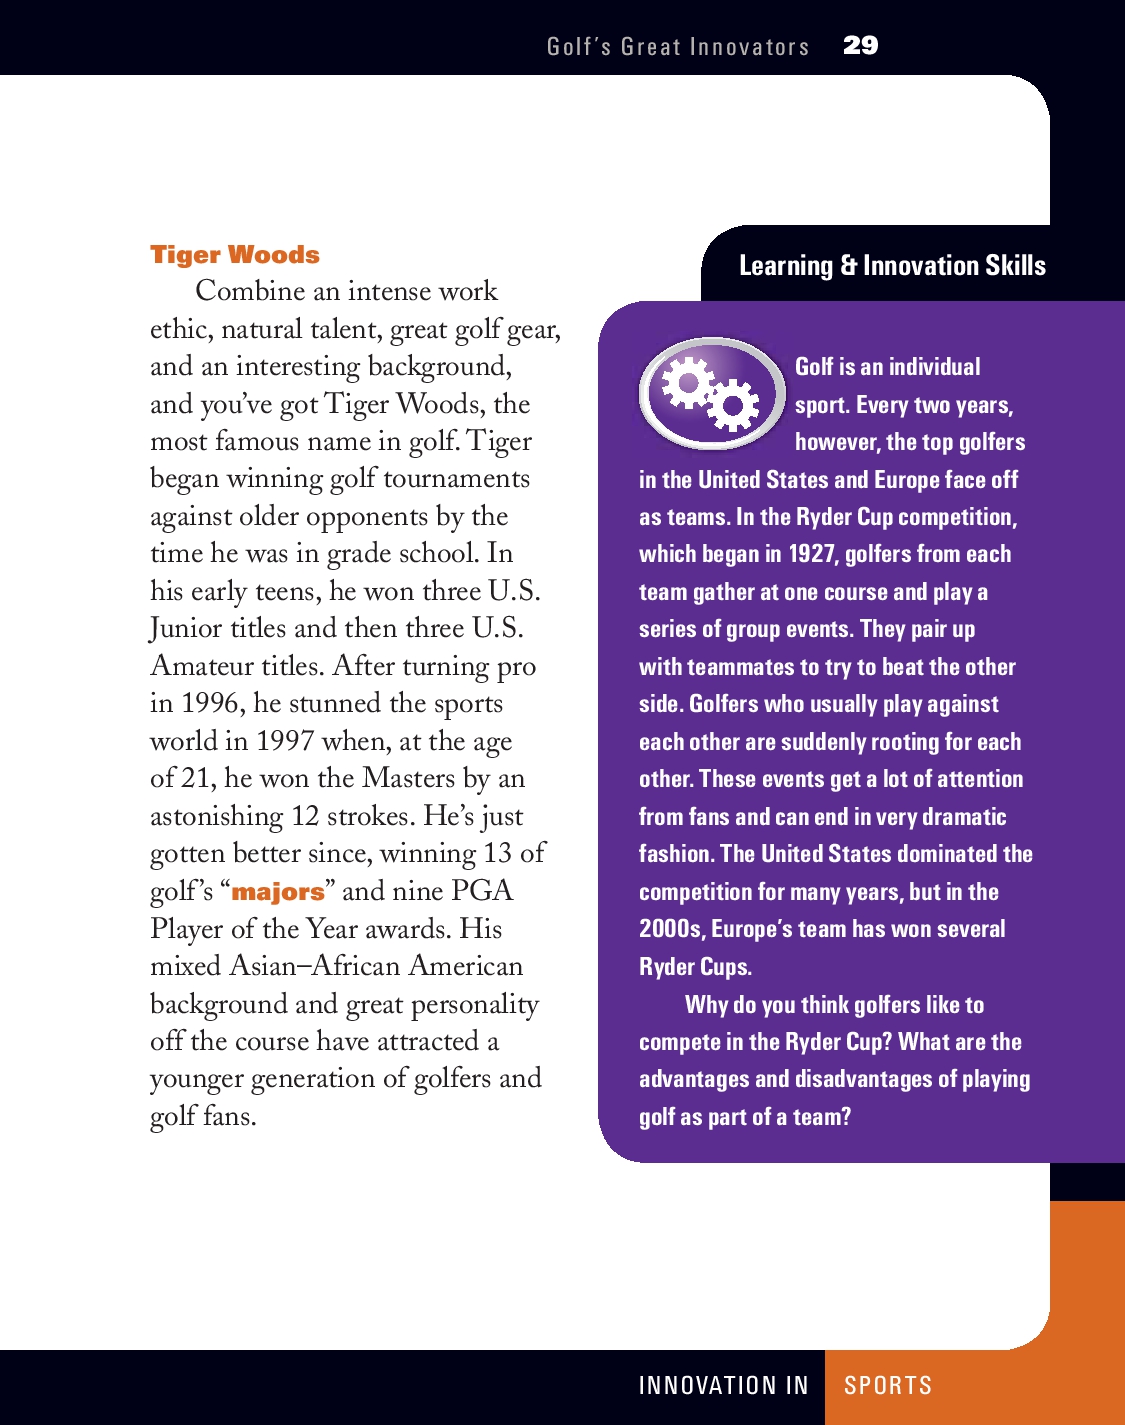 Golf's Great Innovators 29
Tiger Woods
Combine an intense work
ethic, natural talent, great golf gear,
and an interesting background,
and you've got Tiger Woods, the
most famous name in golf. Tiger
began winning golf tournaments
against older opponents by the
time he was in grade school. In
his early teens, he won three U.S.
Junior titles and then three U.S.
Amateur titles. After turning pro
in 1996, he stunned the sports
world in 1997 when, at the age
of 21, he won the Masters by an
astonishing 12 strokes. He's just
gotten better since, winning 13 of
golf's “majors” and nine PGA
Player of the Year awards. His
mixed Asian–African American
background and great personality
off the course have attracted a
younger generation of golfers and
golf fans.
Learning & Innovation Skills
Golf is an individual
sport. Every two years,
however, the top golfers
in the United States and Europe face off
as teams. In the Ryder Cup competition,
which began in 1927, golfers from each
team gather at one course and play a
series of group events. They pair up
with teammates to try to beat the other
side. Golfers who usually play against
each other are suddenly rooting for each
other. These events get a lot of attention
from fans and can end in very dramatic
fashion. The United States dominated the
competition for many years, but in the
2000s, Europe's team has won several
Ryder Cups.
Why do you think golfers like to
compete in the Ryder Cup? What are the
advantages and disadvantages of playing
golf as part of a team?
INNOVATION IN SPORTS